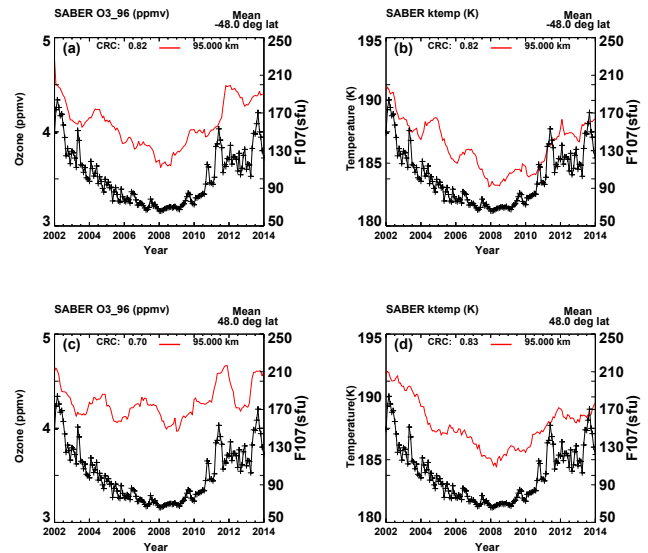 SABER O3_96 (ppmv)
Mean
-48.0 deg lat
(a)
CRC: 0.82
95.000 km
5
4
3
Ozone (ppmv)
250
210
170
130
90
50
F107(sfu)
2002 2004 2006 2008 2010 2012 2014
Year
SABER ktemp (K)
Mean
-48.0 deg lat
(b)
CRC: 0.82
95.000 km
195
190
185
180
Temperature (K)
250
210
170
130
90
50
F107(sfu)
2002 2004 2006 2008 2010 2012 2014
Year
SABER O3_96 (ppmv)
Mean
48.0 deg lat
(c)
CRC: 0.70
95.000 km
5
4
3
Ozone (ppmv)
250
210
170
130
90
50
F107(sfu)
2002 2004 2006 2008 2010 2012 2014
Year
SABER ktemp (K)
Mean
48.0 deg lat
(d)
CRC: 0.83
95.000 km
195
190
185
180
Temperature(K)
250
210
170
130
90
50
F107(sfu)
2002 2004 2006 2008 2010 2012 2014
Year